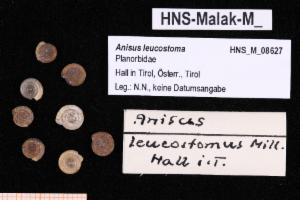 HNS-Malak-M_
Anisus leucostoma HNS_M_08627
Planorbidae
Hall in Tirol, Österr., Tirol
Leg.: N.N., keine Datumsangabe
Anisus
leucostomus Mill.
Hall i.T.